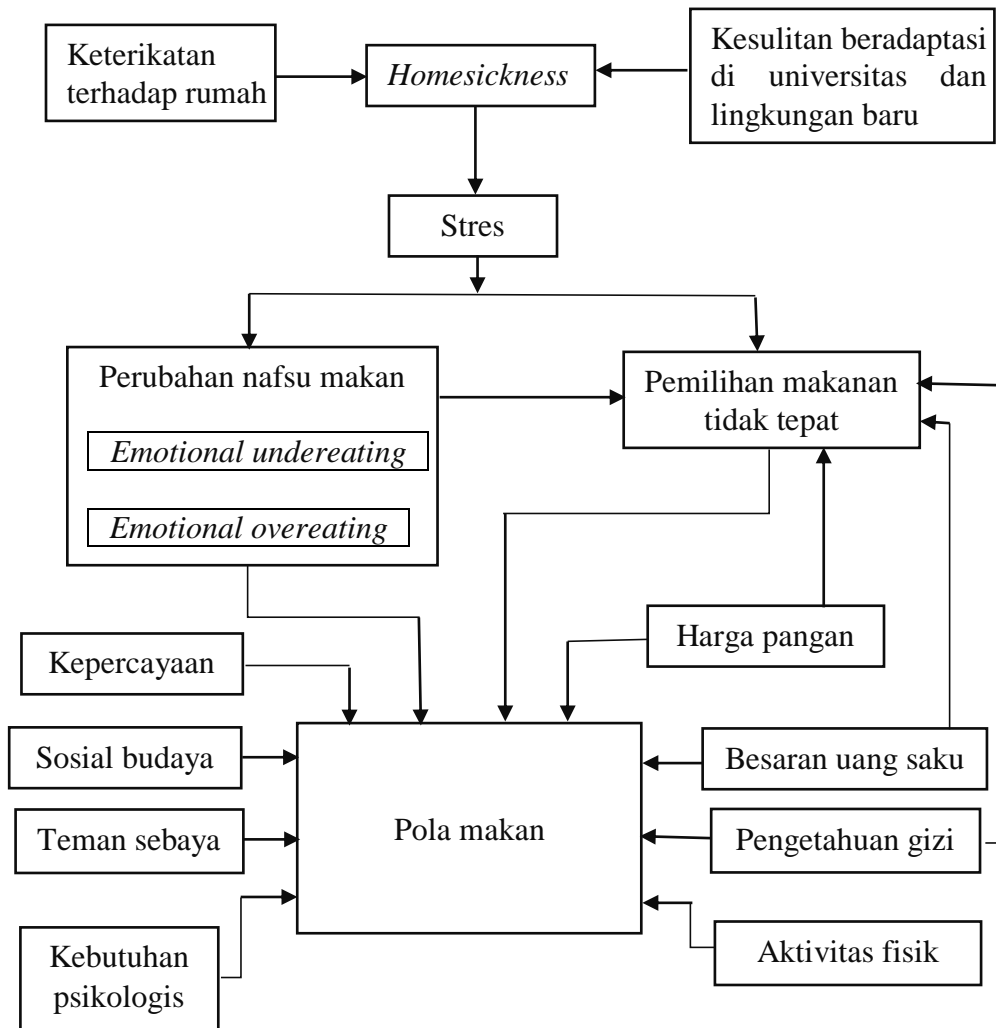 Keterikatan
terhadap rumah
Homesickness
Kesulitan beradaptasi
di universitas dan
lingkungan baru
Stres
Perubahan nafsu makan
Emotional undereating
Emotional overeating
Pemilihan makanan
tidak tepat
Harga pangan
Kepercayaan
Sosial budaya
Teman sebaya
Kebutuhan
psikologis
Pola makan
Besaran uang saku
Pengetahuan gizi
Aktivitas fisik